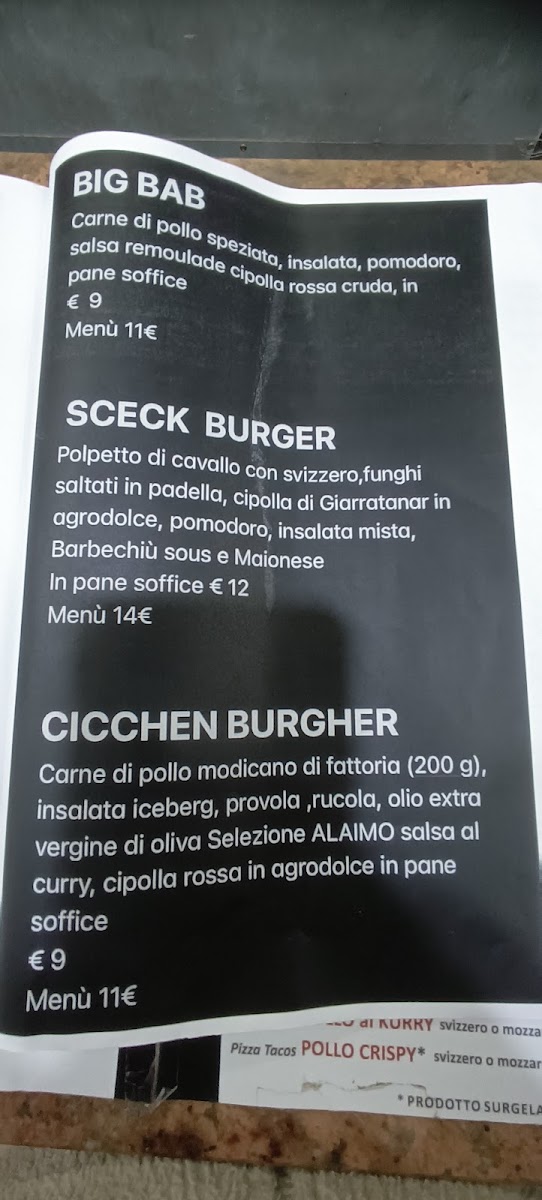 BIG BAB
Carne di pollo speziata, insalata, pomodoro,
salsa remoulade cipolla rossa cruda, in
pane soffice
€ 9
Menù 11€
SCECK BURGER
Polpetto di cavallo con svizzero,funghi
saltati in padella, cipolla di Giarratanar in
agrodolce, pomodoro, insalata mista,
Barbechiù sous e Maionese
In pane soffice € 12
Menù 14€
CICCHEN BURGHER
Carne di pollo modicano di fattoria (200 g),
insalata iceberg, provola ,rucola, olio extra
vergine di oliva Selezione ALAIMO salsa al
curry, cipolla rossa in agrodolce in pane
soffice
€ 9
Menù 11€
al KURRY svizzero o
Pizza Tacos POLLO CRISPY* svizzero o
* PRODOTTO